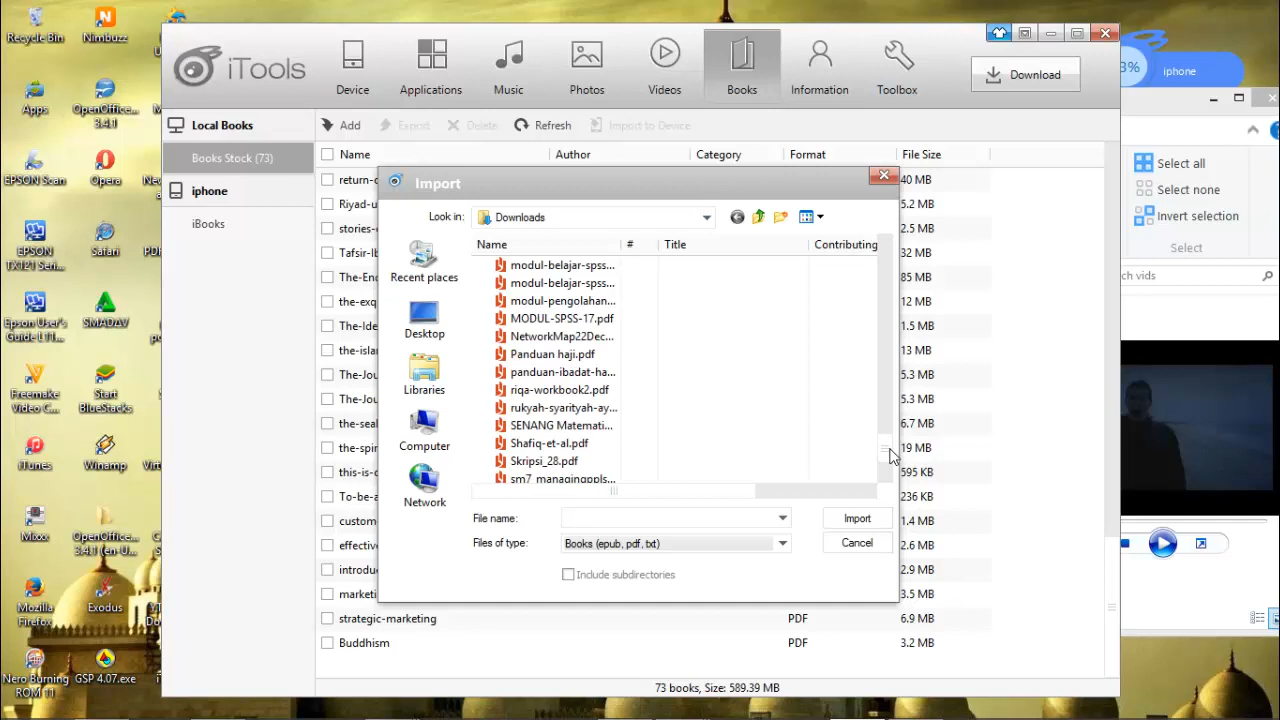 Recycle Bin
Nimbuzz
iTools
Device
Applications
Music
Photos
Videos
Books
Information
Toolbox
Download
3%
iphone
Apps
OpenOffice... 3.4.1
Local Books
Add
Export
Delete
Refresh
Import to Device
Books Stock (73)
Name
Author
Category
Format
File Size
iphone
iBooks
Select all
Select none
Invert selection
Select
EPSON Scan
Opera
EPSON TX121 Seri...
Safari
Epson User's Guide L11...
SMADAV
Freemake Video C...
Start BlueStacks
iTunes
Winamp
Mixxx
OpenOffice... 3.4.1 (en-U...
Mozilla Firefox
Exodus
Nero Burning ROM 11
GSP 4.07.exe
40 MB
5.2 MB
2.5 MB
32 MB
85 MB
12 MB
1.5 MB
13 MB
5.3 MB
5.3 MB
6.7 MB
19 MB
595 KB
236 KB
1.4 MB
2.6 MB
2.9 MB
3.5 MB
strategic-marketing
PDF
6.9 MB
Buddhism
PDF
3.2 MB
73 books, Size: 589.39 MB
Import
Look in:
Downloads
Name
#
Title
Contributing
Recent places
Desktop
Libraries
Computer
Network
modul-belajar-spss...
modul-belajar-spss...
modul-pengolahan...
MODUL-SPSS-17.pdf
NetworkMap22Dec...
Panduan haji.pdf
panduan-ibadat-ha...
riqa-workbook2.pdf
rukyah-syarityah-ay...
SENANG Matemati...
Shafiq-et-al.pdf
Skripsi_28.pdf
sm7_managingppls...
File name:
Import
Files of type:
Books (epub, pdf, txt)
Cancel
Include subdirectories